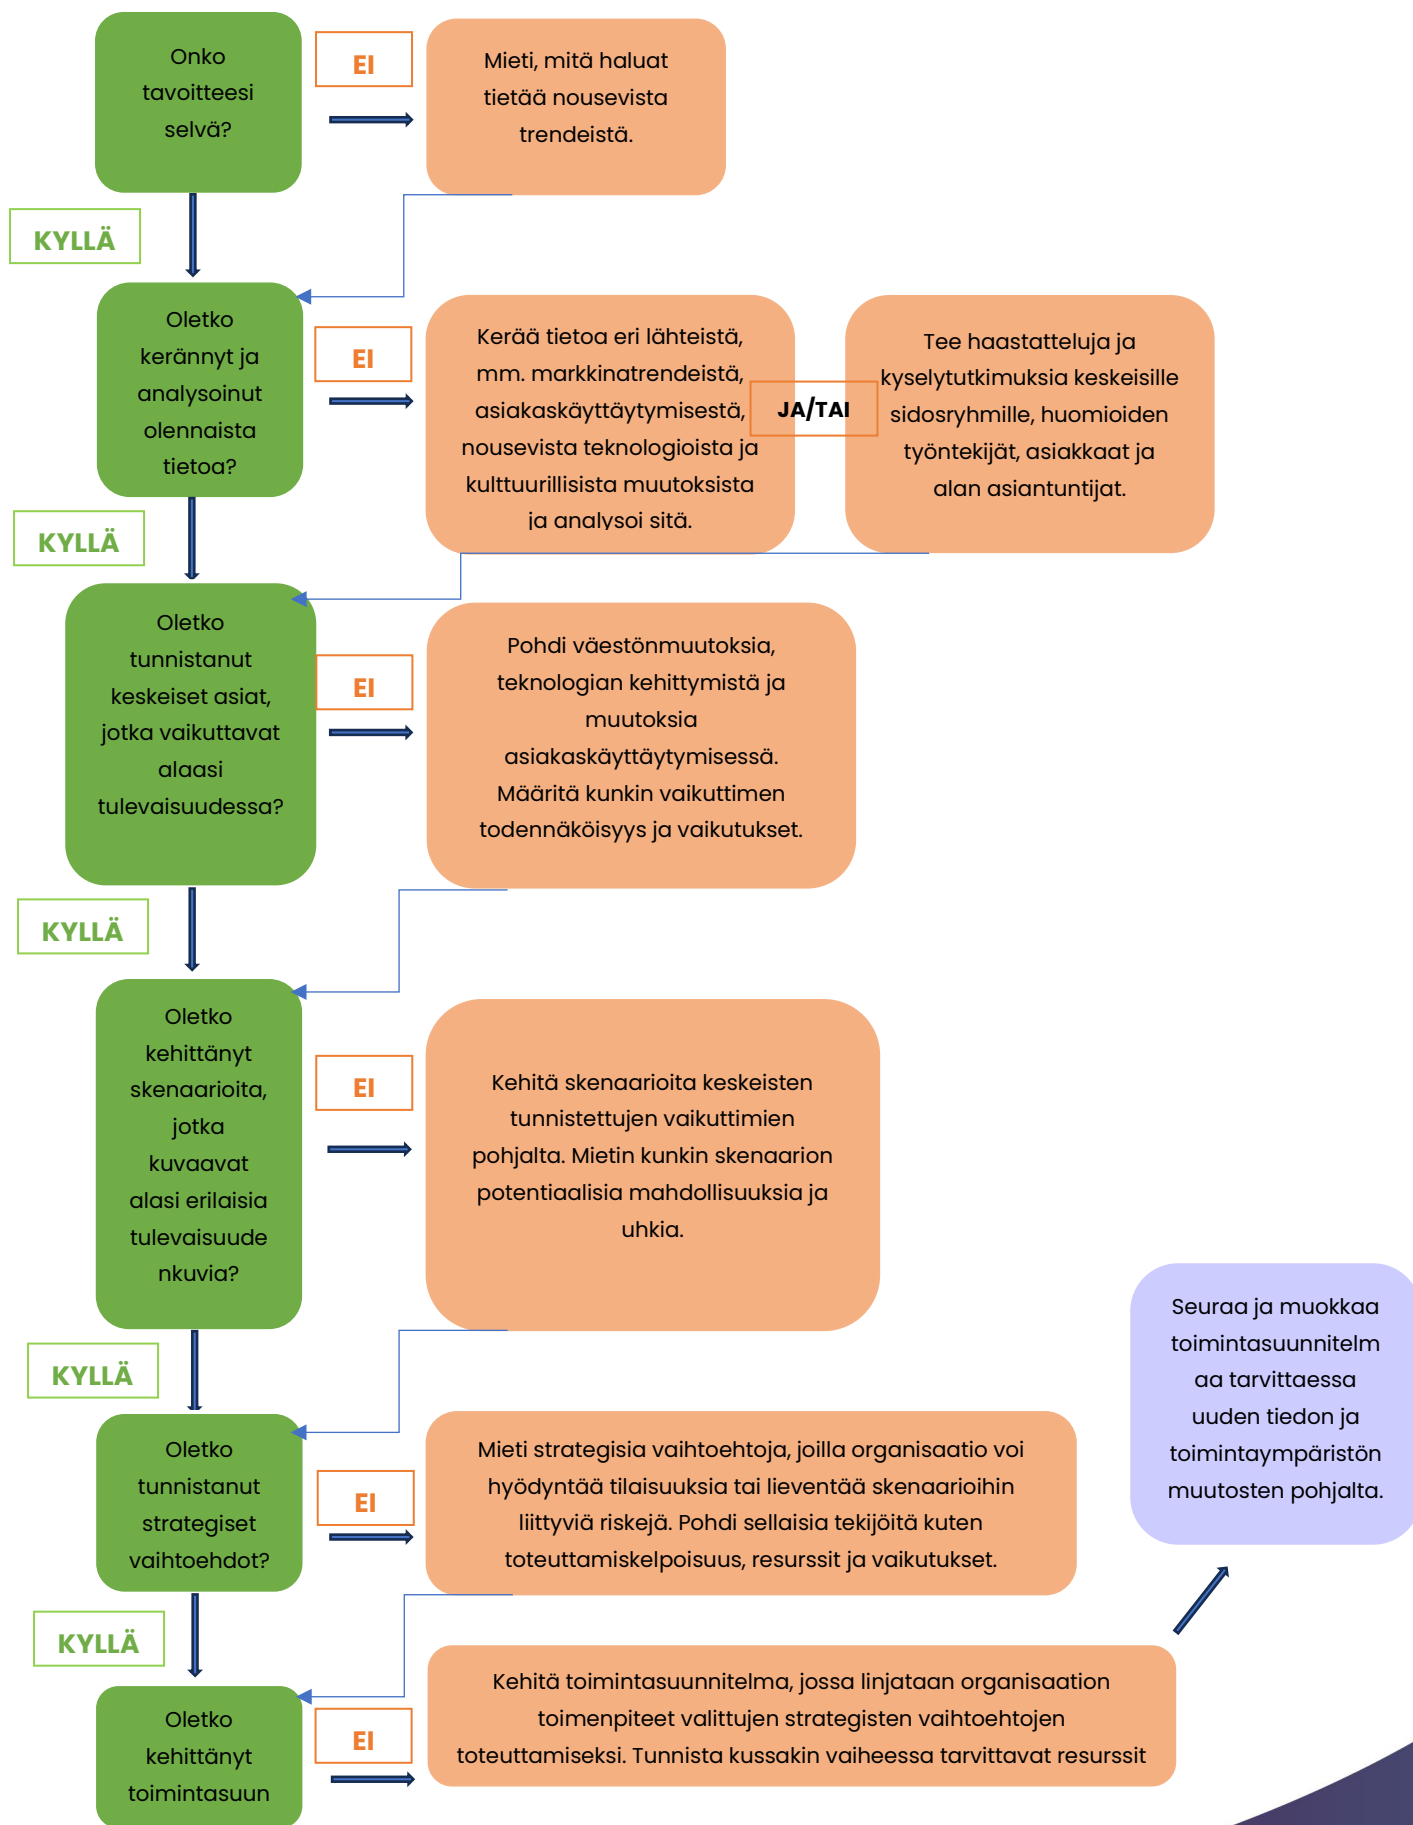 Onko
tavoitteesi
selvä?
EI
Mieti, mitä haluat
tietää nousevista
trendeistä.
KYLLÄ
Oletko
kerännyt ja
analysoinut
olennaista
tietoa?
EI
Kerää tietoa eri lähteistä,
mm. markkinatrendeistä,
asiakaskäyttäytymisestä,
nousevista teknologioista ja
kulttuurillisista muutoksista
ja analysoi sitä.
JA/TAI
Tee haastatteluja ja
kyselytutkimuksia keskeisille
sidosryhmille, huomioiden
työntekijät, asiakkaat ja
alan asiantuntijat.
KYLLÄ
Oletko
tunnistanut
keskeiset asiat,
jotka vaikuttavat
alaasi
tulevaisuudessa?
EI
Pohdi väestönmuutoksia,
teknologian kehittymistä ja
muutoksia
asiakaskäyttäytymisessä.
Määritä kunkin vaikuttimen
todennäköisyys ja vaikutukset.
KYLLÄ
Oletko
kehittänyt
skenaarioita,
jotka
kuvaavat
alasi erilaisia
tulevaisuude
nkuvia?
EI
Kehitä skenaarioita keskeisten
tunnistettujen vaikuttimien
pohjalta. Mietin kunkin skenaarion
potentiaalisia mahdollisuuksia ja
uhkia.
KYLLÄ
Oletko
tunnistanut
strategiset
vaihtoehdot?
EI
Mieti strategisia vaihtoehtoja, joilla organisaatio voi
hyödyntää tilaisuuksia tai lieventää skenaarioihin
liittyviä riskejä. Pohdi sellaisia tekijöitä kuten
toteuttamiskelpoisuus, resurssit ja vaikutukset.
KYLLÄ
Oletko
kehittänyt
toimintasuun
EI
Kehitä toimintasuunnitelma, jossa linjataan organisaation
toimenpiteet valittujen strategisten vaihtoehtojen
toteuttamiseksi. Tunnista kussakin vaiheessa tarvittavat resurssit
Seuraa ja muokkaa
toimintasuunnitelm
aa tarvittaessa
uuden tiedon ja
toimintaympäristön
muutosten pohjalta.